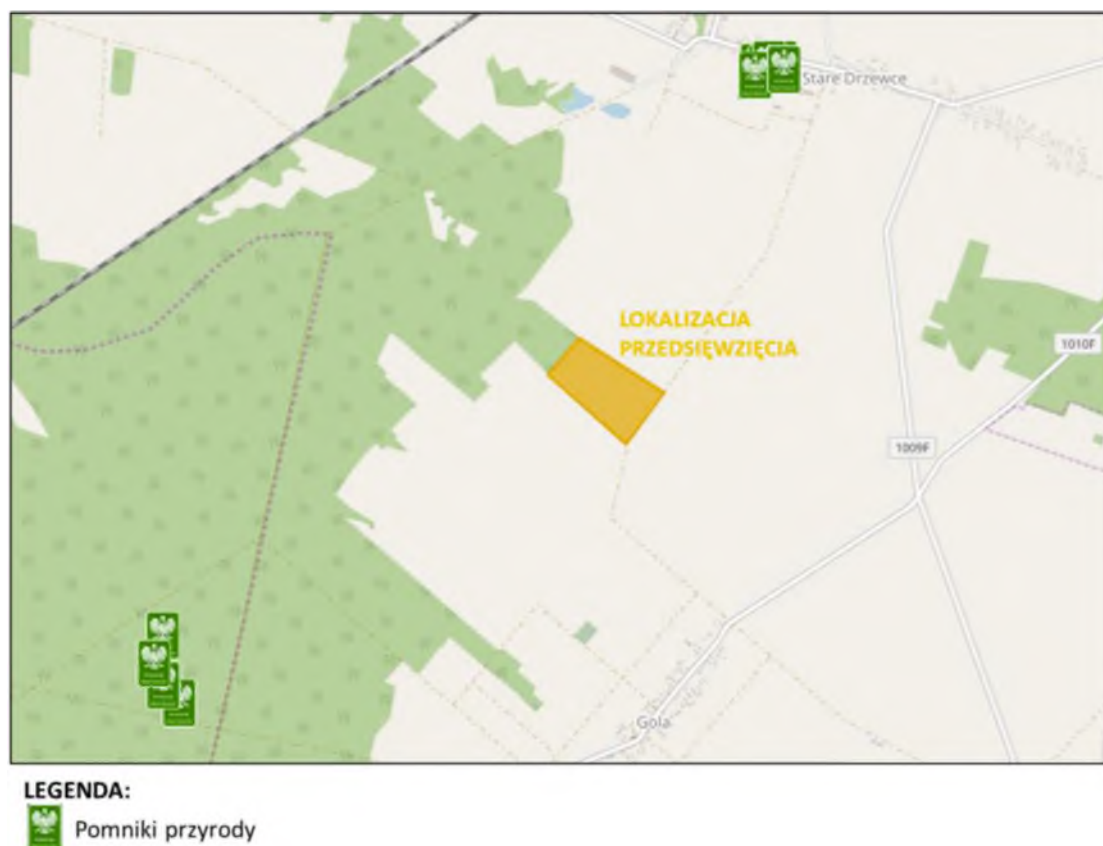 Stare Drzewce
LOKALIZACJA
PRZEDSIĘWZIĘCIA
1010F
1009F
Gola
LEGENDA:
Pomniki przyrody